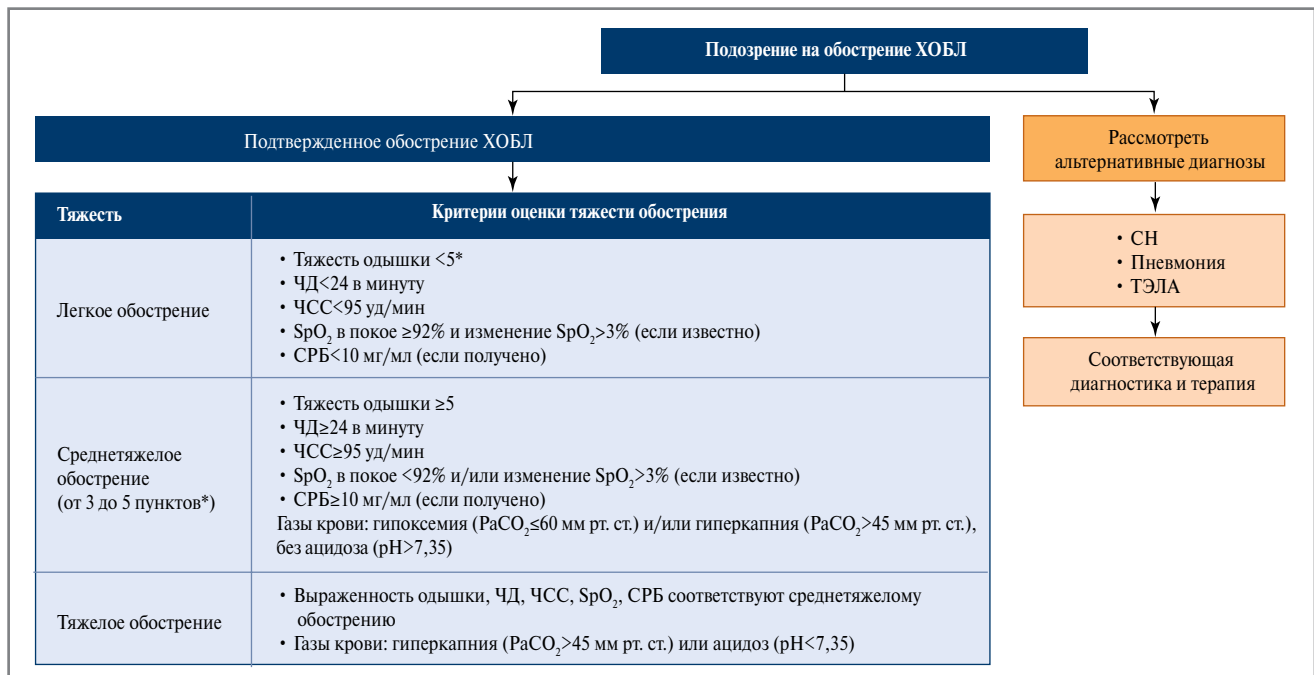 Подозрение на обострение ХОБЛ
Подтвержденное обострение ХОБЛ
Тяжесть
Критерии оценки тяжести обострения
Легкое обострение
• Тяжесть одышки <5*
• ЧД<24 в минуту
• ЧСС<95 уд/мин
• SpO₂ в покое ≥92% и изменение SpO₂>3% (если известно)
• СРБ<10 мг/мл (если получено)
Среднетяжелое
обострение
(от 3 до 5 пунктов*)
• Тяжесть одышки ≥5
• ЧД≥24 в минуту
• ЧСС≥95 уд/мин
• SpO₂ в покое <92% и/или изменение SpO₂>3% (если известно)
• СРБ≥10 мг/мл (если получено)
Газы крови: гипоксемия (PaCO₂≤60 мм рт. ст.) и/или гиперкапния (PaCO₂>45 мм рт. ст.),
без ацидоза (pH>7,35)
Тяжелое обострение
• Выраженность одышки, ЧД, ЧСС, SpO₂, СРБ соответствуют среднетяжелому
обострению
• Газы крови: гиперкапния (PaCO₂>45 мм рт. ст.) или ацидоз (pH<7,35)
Рассмотреть
альтернативные диагнозы
• СН
• Пневмония
• ТЭЛА
Соответствующая
диагностика и терапия